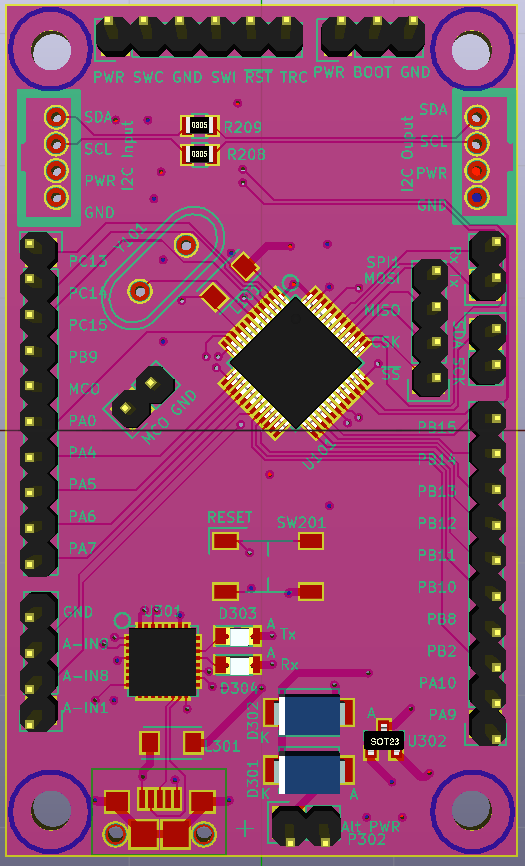 PWR SWC GND SWI RST TRC
PWR BOOT GND
SDA
SCL
PWR
GND
I2C Input
0805
R209
0805
R208
I2C Ouput
SDA
SCL
PWR
GND
Y101
PC13
PC14
PC15
PB9
MCO
PA0
PA4
PA5
PA6
PA7
SPI1
MOSI
MISO
SCK
SS
Rx
Tx
SDA SCK
MCO GND
U101
PB15
PB14
PB13
PB12
PB11
PB10
PB8
PB2
PA10
PA9
RESET
SW201
GND
A-IN9
A-IN8
A-IN1
U301
D303
A
Tx
A
Rx
D304
L301
D302
K
A
SOT23
U302
D301
K
A
Alt PWR
P302